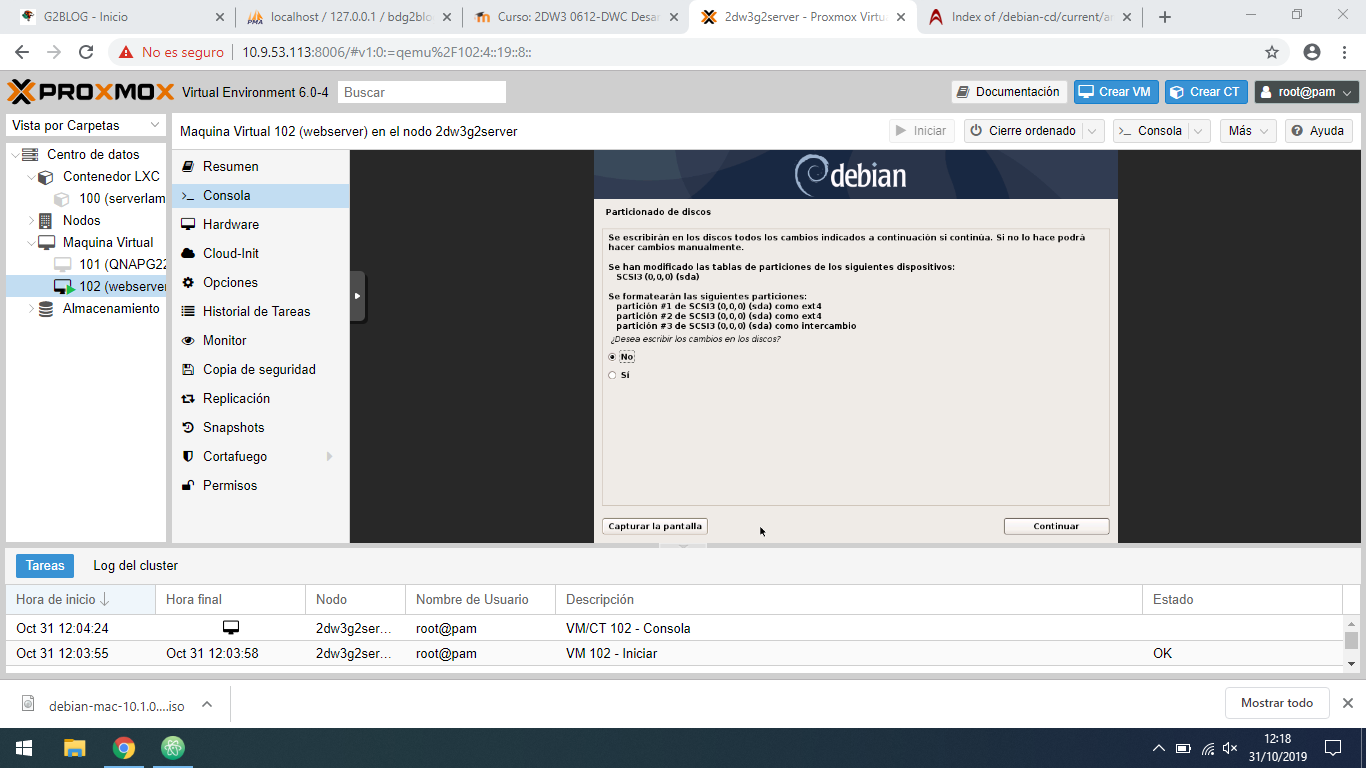 G2BLOG - Inicio
localhost / 127.0.0.1 / bdg2blo
Curso: 2DW3 0612-DWC Desar
2dw3g2server - Proxmox Virtu
Index of /debian-cd/current/a
No es seguro
10.9.53.113:8006/#v1:0:=qemu%2F102:4::19::8::
PROXMOX
Virtual Environment 6.0-4
Buscar
Documentación
Crear VM
Crear CT
root@pam
Vista por Carpetas
Maquina Virtual 102 (webserver) en el nodo 2dw3g2server
Iniciar
Cierre ordenado
Consola
Más
Ayuda
Centro de datos
Contenedor LXC
100 (serverlam
Nodos
Maquina Virtual
101 (QNAPG22
102 (webserve
Almacenamiento
Resumen
Consola
Hardware
Cloud-Init
Opciones
Historial de Tareas
Monitor
Copia de seguridad
Replicación
Snapshots
Cortafuego
Permisos
debian
Particionado de discos
Se escribirán en los discos todos los cambios indicados a continuación si continúa. Si no lo hace podrá
hacer cambios manualmente.
Se han modificado las tablas de particiones de los siguientes dispositivos:
SCSI3 (0,0,0) (sda)
Se formatearán las siguientes particiones:
partición #1 de SCSI3 (0,0,0) (sda) como ext4
partición #2 de SCSI3 (0,0,0) (sda) como ext4
partición #3 de SCSI3 (0,0,0) (sda) como intercambio
¿Desea escribir los cambios en los discos?
No
Sí
Capturar la pantalla
Continuar
Tareas
Log del cluster
Hora de inicio
Hora final
Nodo
Nombre de Usuario
Descripción
Estado
Oct 31 12:04:24
2dw3g2ser...
root@pam
VM/CT 102 - Consola
Oct 31 12:03:55
Oct 31 12:03:58
2dw3g2ser...
root@pam
VM 102 - Iniciar
OK
debian-mac-10.1.0....iso
Mostrar todo
12:18
31/10/2019